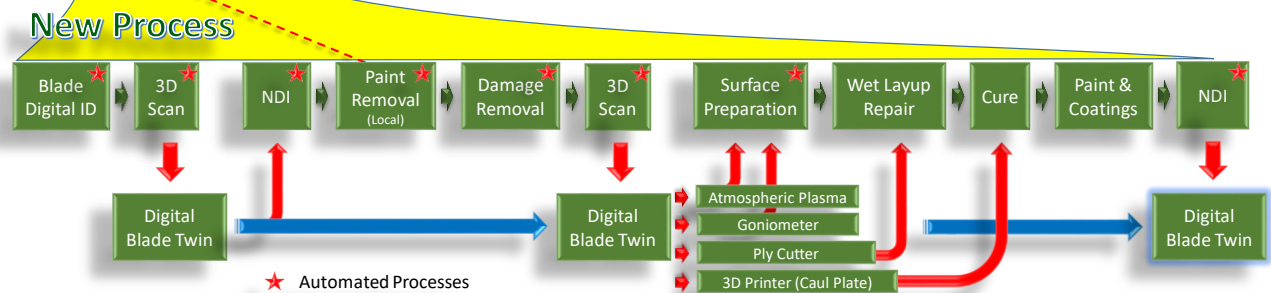 New Process
Blade
Digital ID
3D
Scan
NDI
Paint
Removal
(Local)
Damage
Removal
3D
Scan
Surface
Preparation
Wet Layup
Repair
Cure
Paint &
Coatings
NDI
Digital
Blade Twin
Digital
Blade Twin
Atmospheric Plasma
Goniometer
Ply Cutter
3D Printer (Caul Plate)
Digital
Blade Twin
Automated Processes